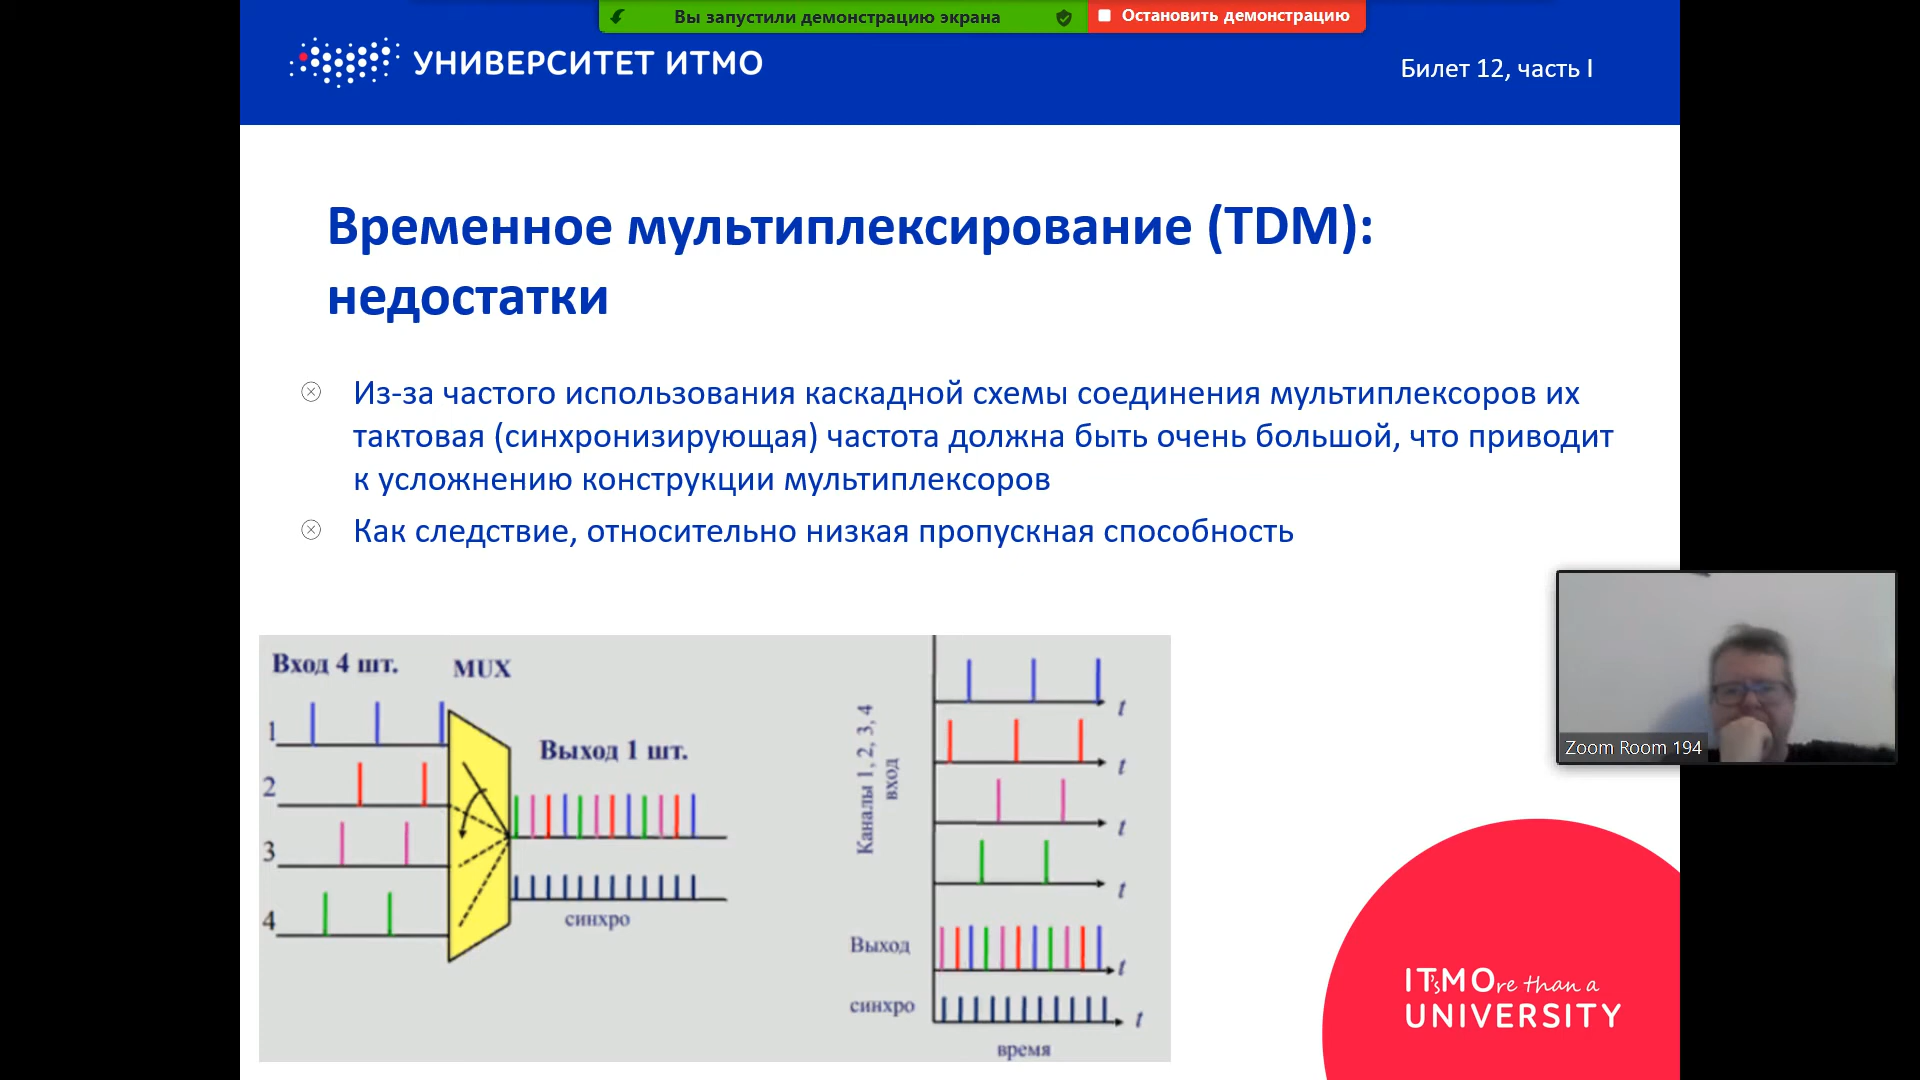 Вы запустили демонстрацию экрана
Остановить демонстрацию
УНИВЕРСИТЕТ ИТМО
Билет 12, часть I
Временное мультиплексирование (TDM):
недостатки
Из-за частого использования каскадной схемы соединения мультиплексоров их
тактовая (синхронизирующая) частота должна быть очень большой, что приводит
к усложнению конструкции мультиплексоров
Как следствие, относительно низкая пропускная способность
Вход 4 шт.
MUX
1
2
3
4
Выход 1 шт.
синхро
Каналы 1, 2, 3, 4
вход
t
t
t
t
Выход
t
синхро
t
время
Zoom Room 194
IT'sMOre than a
UNIVERSITY